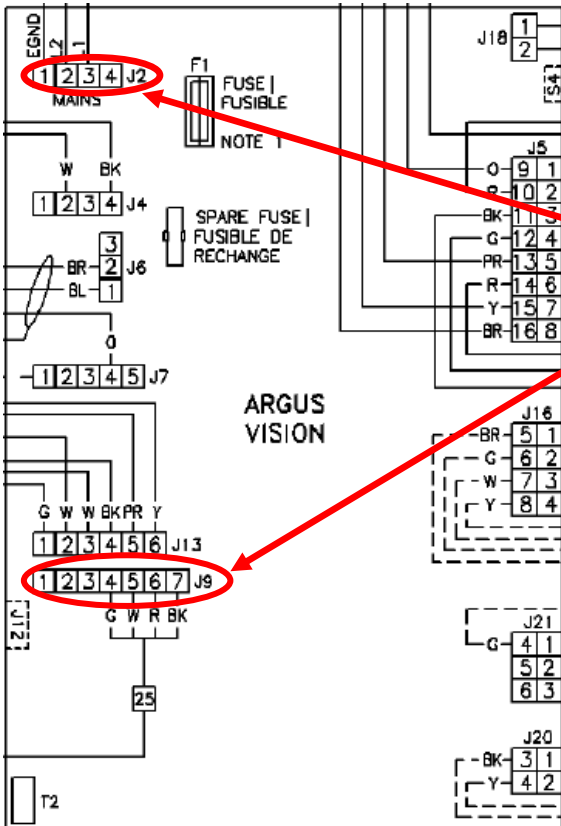 EGND
L2
L1
1 2 3 4 J2
MAINS
F1
FUSE |
FUSIBLE
NOTE 1
J18
1
2
S4
W BK
1 2 3 4 J4
SPARE FUSE |
FUSIBLE DE
RECHANGE
3
BR 2 J6
BL 1
O
1 2 3 4 5 J7
J5
O 9 1
R 10 2
BK 11 3
G 12 4
PR 13 5
R 14 6
Y 15 7
BR 16 8
ARGUS
VISION
J16
BR 5 1
G 6 2
W 7 3
Y 8 4
G W W BK PR Y
1 2 3 4 5 6 J13
1 2 3 4 5 6 7 J9
G W R BK
J12
25
J21
G 4 1
5 2
6 3
J20
BK 3 1
Y 4 2
T2